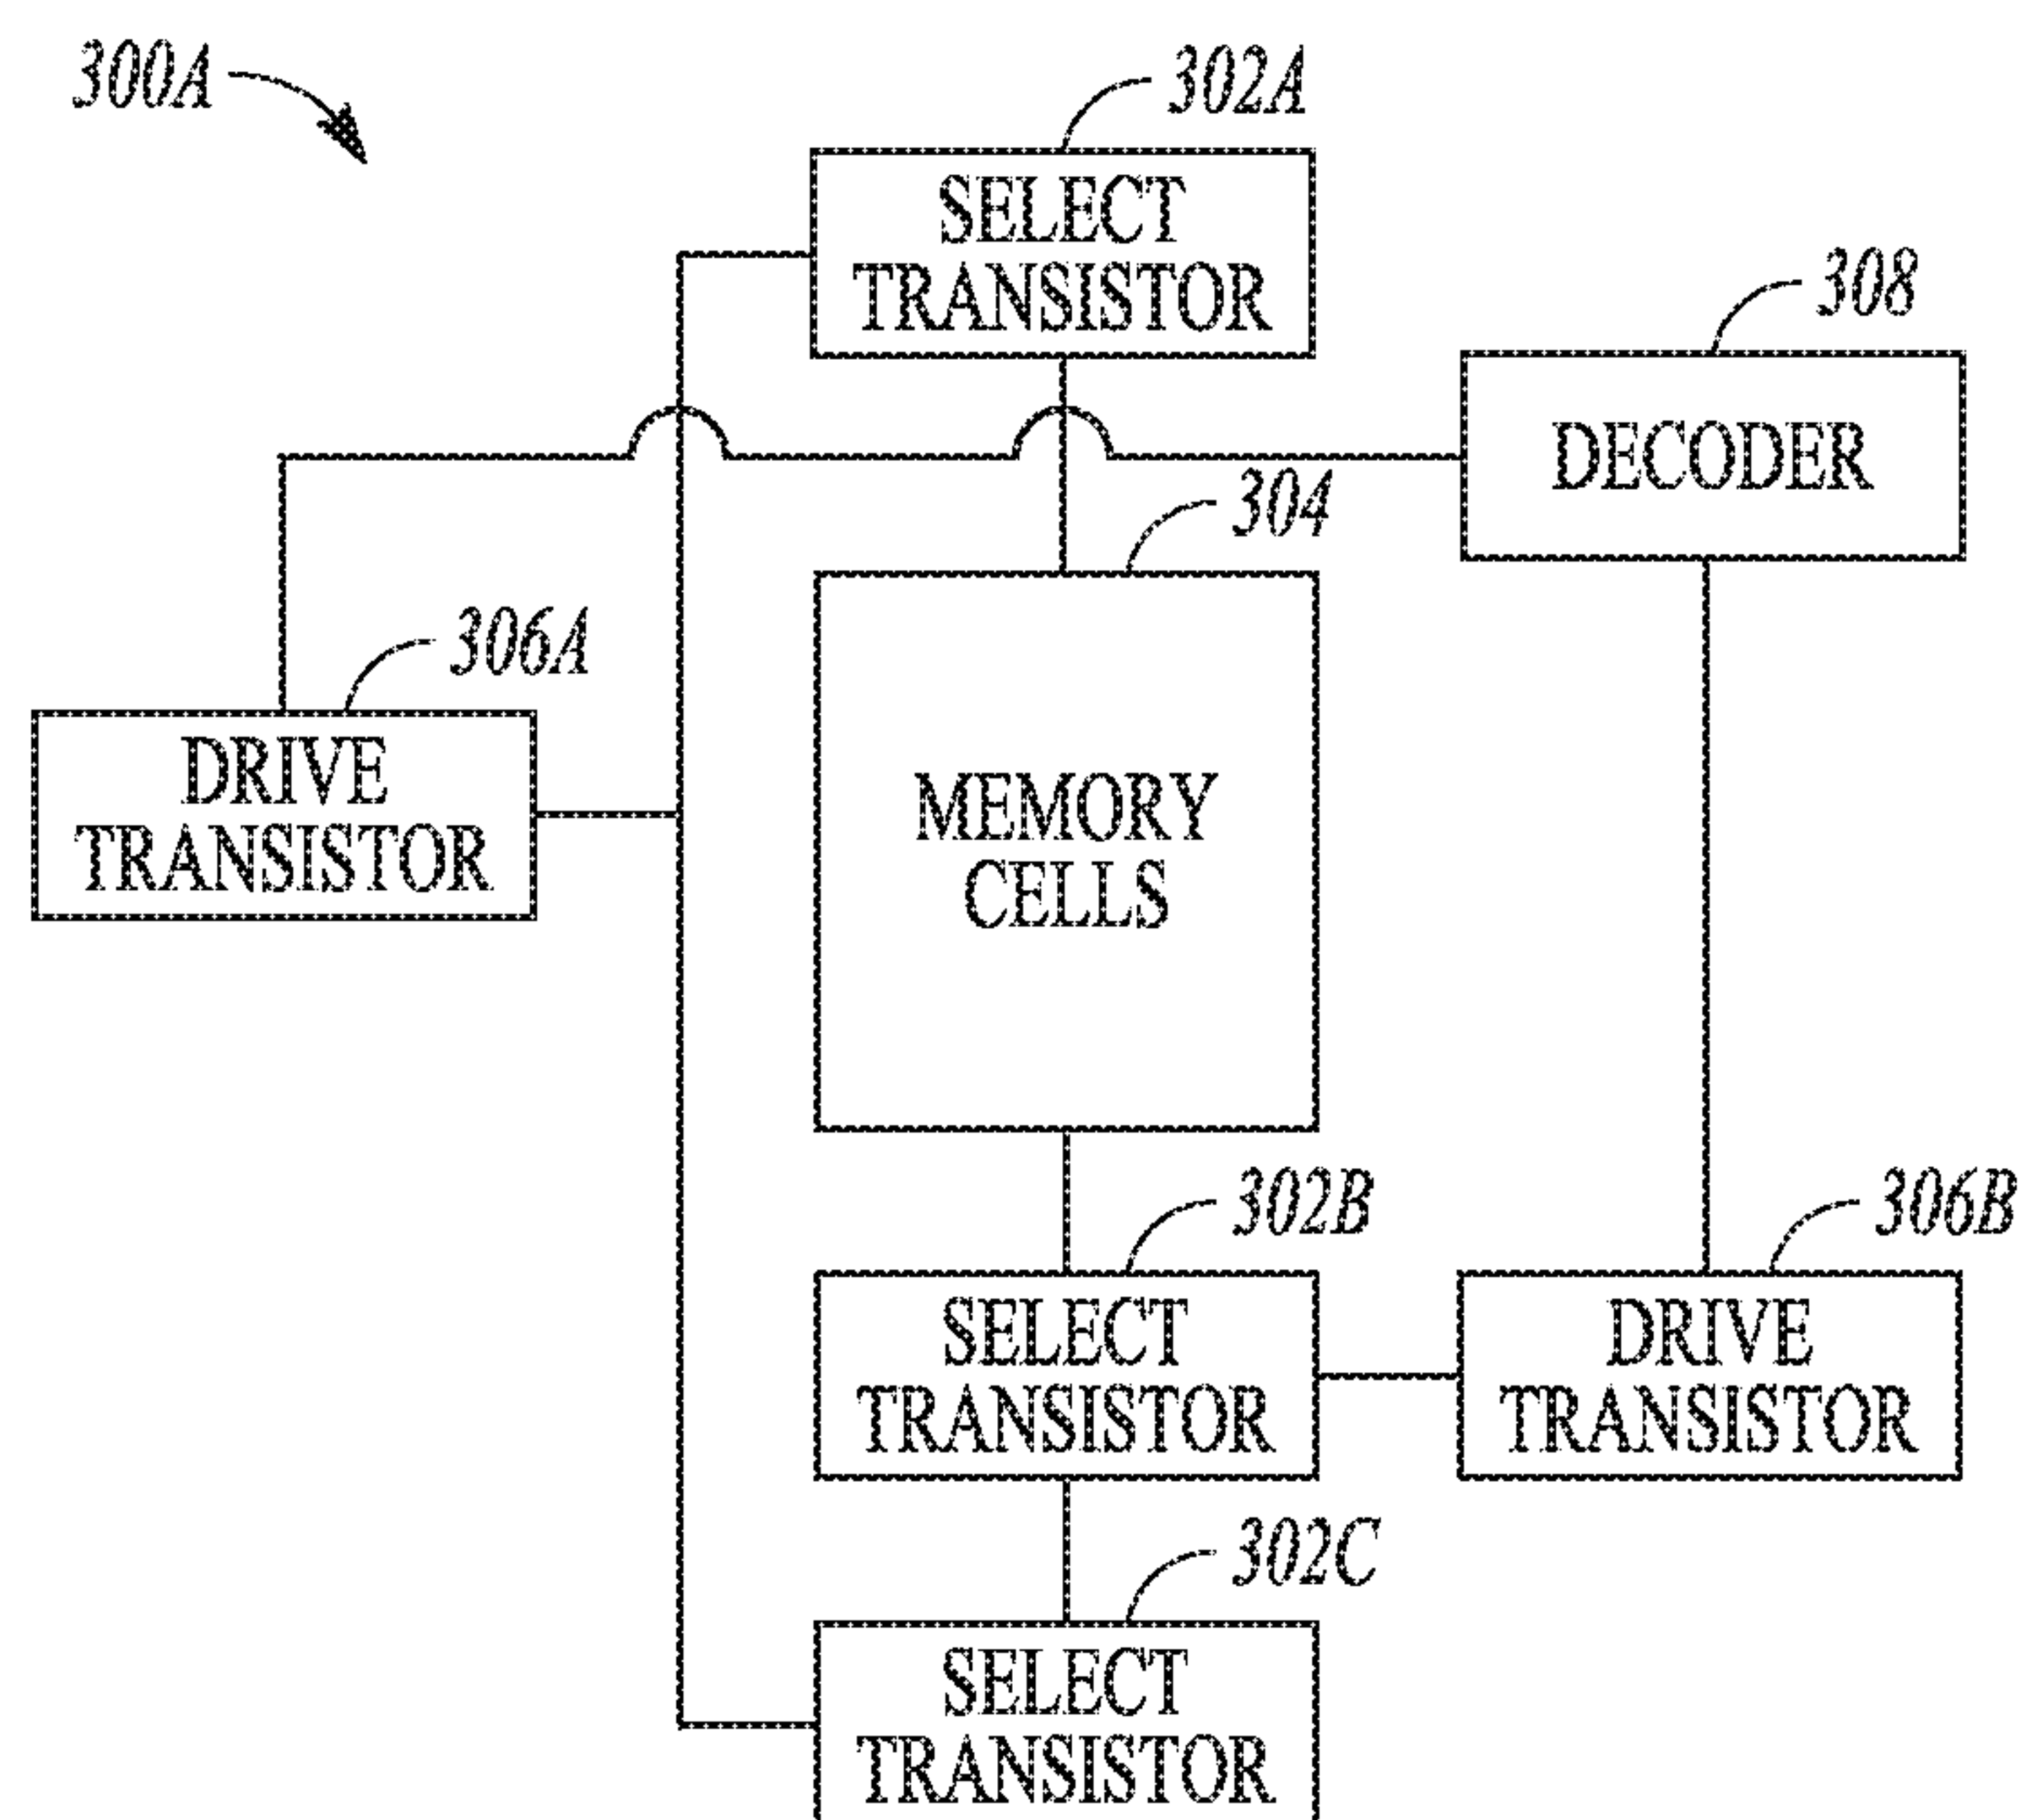 300A
302A
SELECT
TRANSISTOR
308
DECODER
304
306A
DRIVE
TRANSISTOR
MEMORY
CELLS
302B
306B
SELECT
TRANSISTOR
DRIVE
TRANSISTOR
302C
SELECT
TRANSISTOR